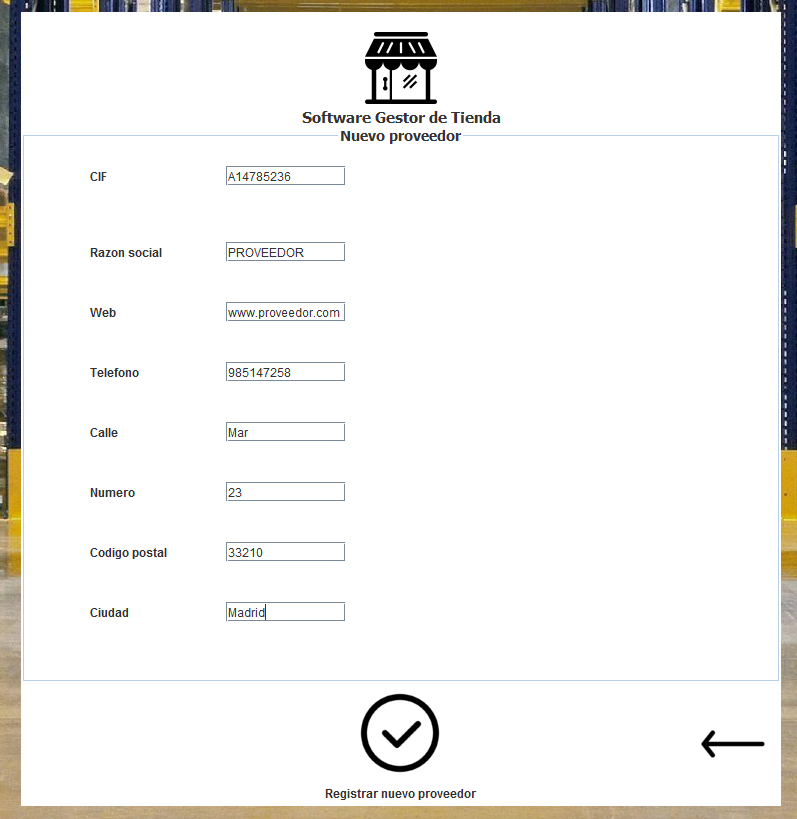 Software Gestor de Tienda
Nuevo proveedor
CIF A14785236
Razon social PROVEEDOR
Web www.proveedor.com
Telefono 985147258
Calle Mar
Numero 23
Codigo postal 33210
Ciudad Madrid
Registrar nuevo proveedor